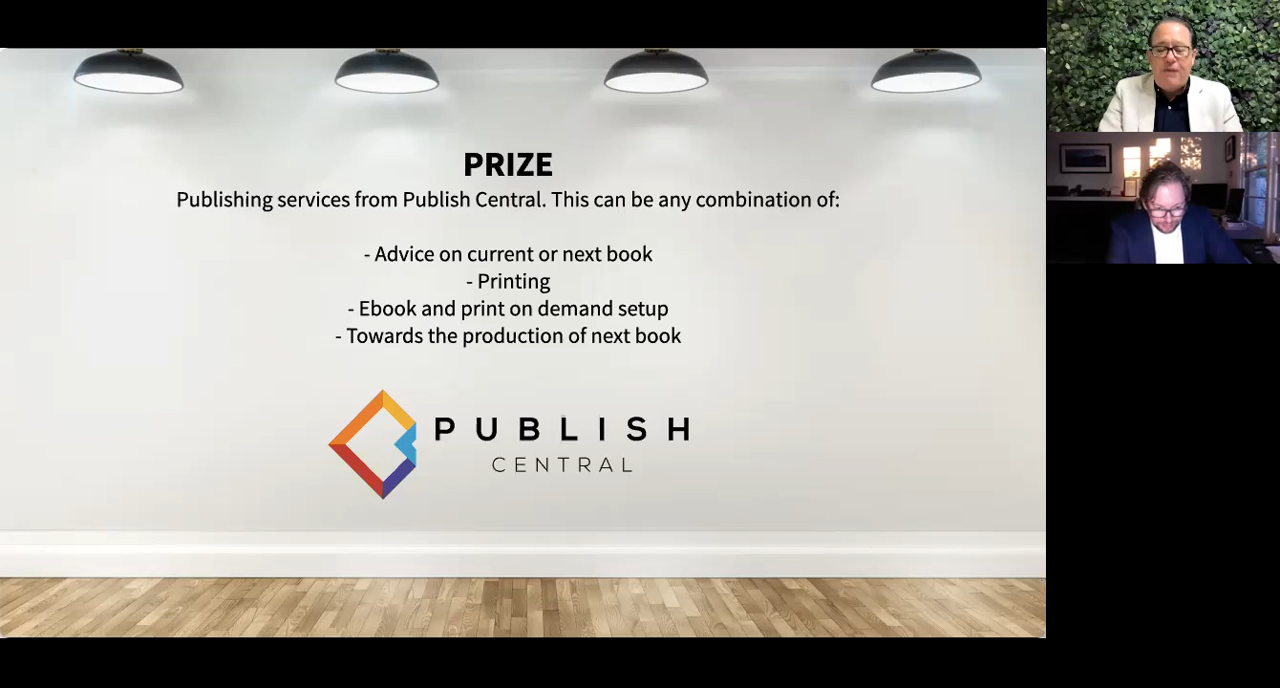 PRIZE
Publishing services from Publish Central. This can be any combination of:
- Advice on current or next book
- Printing
- Ebook and print on demand setup
- Towards the production of next book
PUBLISH
CENTRAL